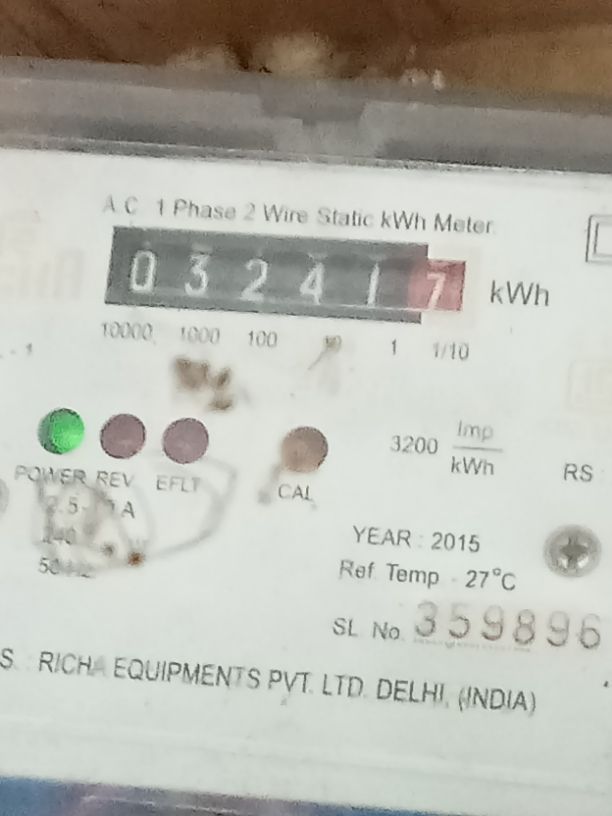 A.C. 1 Phase 2 Wire Static kWh Meter
0 3 2 4 1 7 kWh
10000 1000 100 10 1 1/10
3200 Imp/kWh
POWER REV EFLT CAL
RS
A
YEAR : 2015
Ref. Temp - 27°C
SL. No. 359896
S. : RICHA EQUIPMENTS PVT. LTD. DELHI, (INDIA)